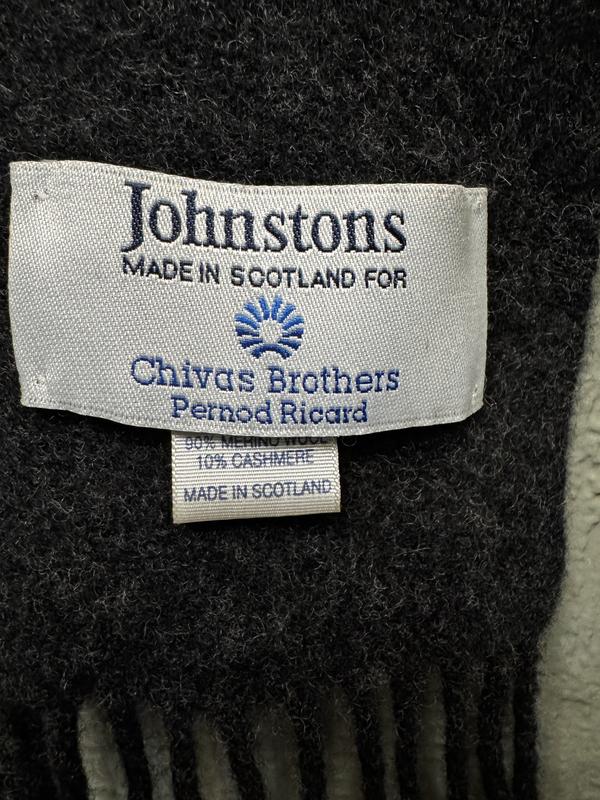 Johnstons
MADE IN SCOTLAND FOR
Chivas Brothers
Pernod Ricard
90% MERINO WOOL
10% CASHMERE
MADE IN SCOTLAND